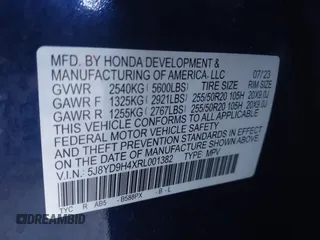 MFD. BY HONDA DEVELOPMENT &
MANUFACTURING OF AMERICA, LLC 07/23
GVWR 2540KG( 5600LBS) TIRE SIZE RIM SIZE
GAWR F 1325KG( 2921LBS) 255/50R20 105H 20X9.0J
GAWR R 1255KG( 2767LBS) 255/50R20 105H 20X9.0J
THIS VEHICLE CONFORMS TO ALL APPLICABLE
FEDERAL MOTOR VEHICLE SAFETY AND THEFT
PREVENTION STANDARDS IN EFFECT ON THE DATE
OF MANUFACTURE SHOWN ABOVE.
V.I.N.: 5J8YD9H4XRL001382 TYPE: MPV
TYC R AB5 -B588PX -B-L
DREAMBID